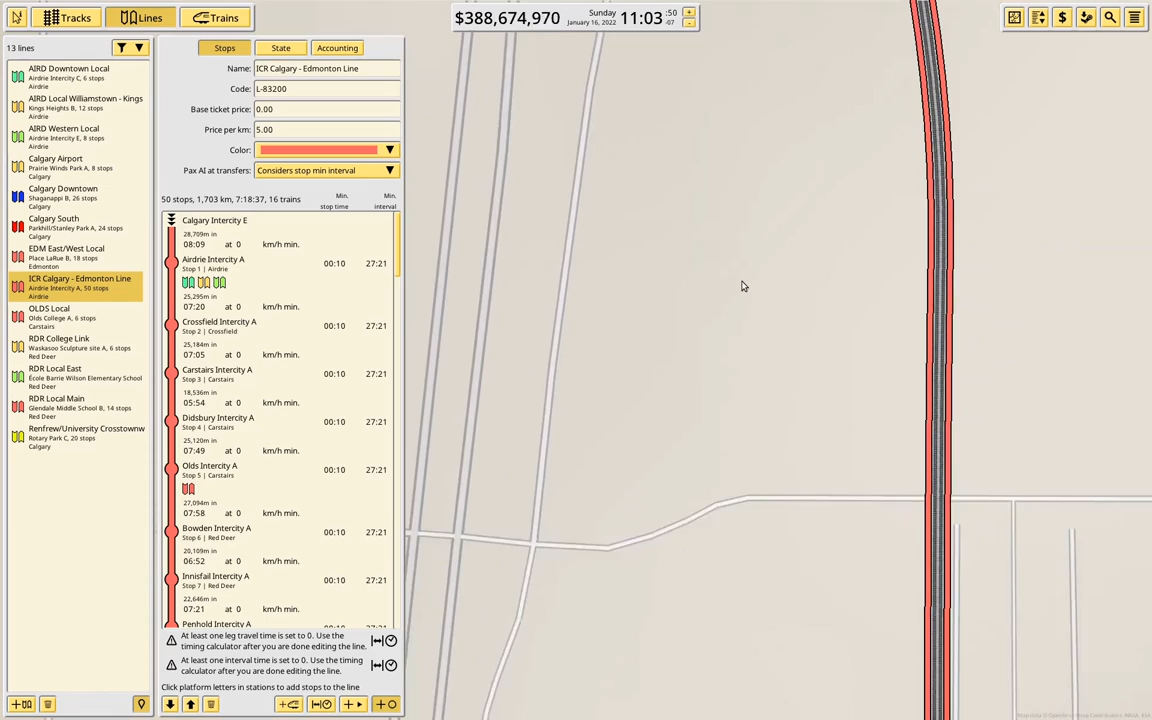 Tracks
Lines
Trains
$388,674,970
Sunday
January 16, 2022
11:03
:50
-07
+
-
$
13 lines
AIRD Downtown Local
Airdrie Intercity C, 6 stops
Airdrie
AIRD Local Williamstown - Kings
Kings Heights B, 12 stops
Airdrie
AIRD Western Local
Airdrie Intercity E, 8 stops
Airdrie
Calgary Airport
Prairie Winds Park A, 8 stops
Calgary
Calgary Downtown
Shaganappi B, 26 stops
Calgary
Calgary South
Parkhill/Stanley Park A, 24 stops
Calgary
EDM East/West Local
Place LaRue B, 18 stops
Edmonton
ICR Calgary - Edmonton Line
Airdrie Intercity A, 50 stops
Airdrie
OLDS Local
Olds College A, 6 stops
Carstairs
RDR College Link
Waskasoo Sculpture site A, 6 stops
Red Deer
RDR Local East
École Barrie Wilson Elementary School
Red Deer
RDR Local Main
Glendale Middle School B, 14 stops
Red Deer
Renfrew/University Crosstownw
Rotary Park C, 20 stops
Calgary
Stops
State
Accounting
Name: ICR Calgary - Edmonton Line
Code: L-83200
Base ticket price: 0.00
Price per km: 5.00
Color:
Pax AI at transfers: Considers stop min interval
50 stops, 1,703 km, 7:18:37, 16 trains
Min. stop time
Min. interval
Calgary Intercity E
28,709m in
08:09 at 0 km/h min.
Airdrie Intercity A 00:10 27:21
Stop 1 | Airdrie
25,295m in
07:20 at 0 km/h min.
Crossfield Intercity A 00:10 27:21
Stop 2 | Crossfield
25,184m in
07:05 at 0 km/h min.
Carstairs Intercity A 00:10 27:21
Stop 3 | Carstairs
18,536m in
05:54 at 0 km/h min.
Didsbury Intercity A 00:10 27:21
Stop 4 | Carstairs
25,120m in
07:49 at 0 km/h min.
Olds Intercity A 00:10 27:21
Stop 5 | Carstairs
27,094m in
07:58 at 0 km/h min.
Bowden Intercity A 00:10 27:21
Stop 6 | Red Deer
20,109m in
06:52 at 0 km/h min.
Innisfail Intercity A 00:10 27:21
Stop 7 | Red Deer
22,646m in
07:21 at 0 km/h min.
Penhold Intercity A 00:10 27:21
At least one leg travel time is set to 0. Use the
timing calculator after you are done editing the line.
At least one interval time is set to 0. Use the timing
calculator after you are done editing the line.
Click platform letters in stations to add stops to the line